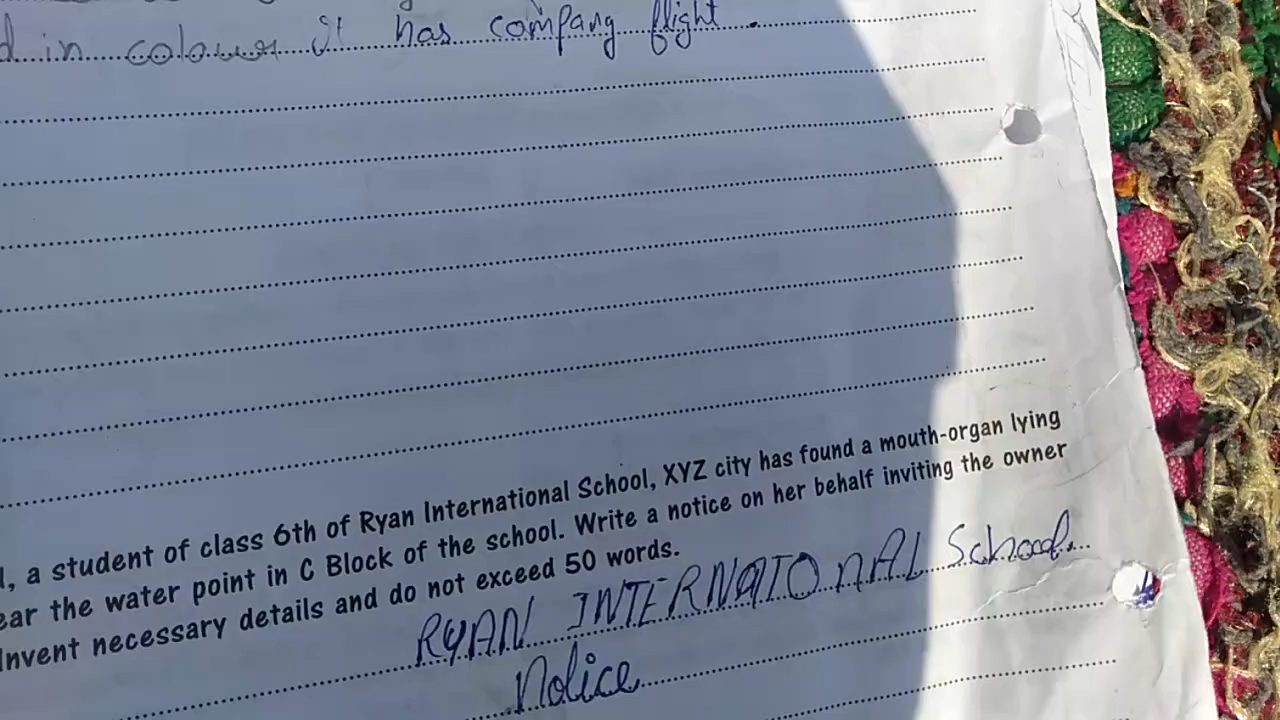 in colour it has company flight.
, a student of class 6th of Ryan International School, XYZ city has found a mouth-organ lying
ear the water point in C Block of the school. Write a notice on her behalf inviting the owner
Invent necessary details and do not exceed 50 words.
RYAN INTERNATIONAL School
Notice